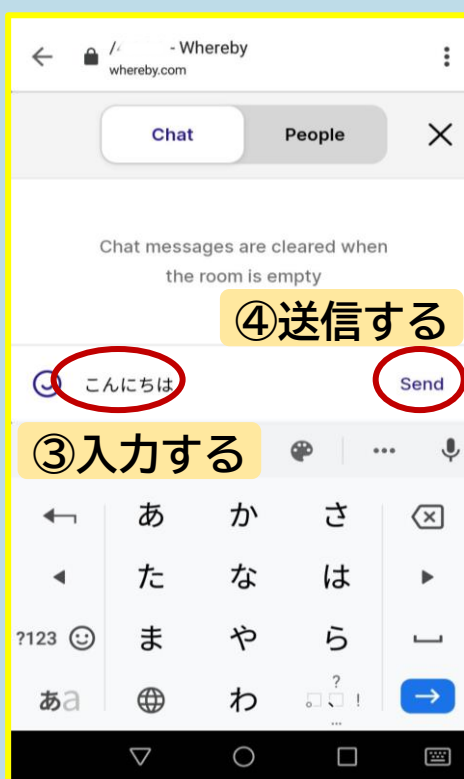 - Whereby
whereby.com
Chat People
Chat messages are cleared when
the room is empty
④送信する
こんにちは Send
③入力する
あ か さ
た な は
?123 ま や ら
あa わ 。、?!…